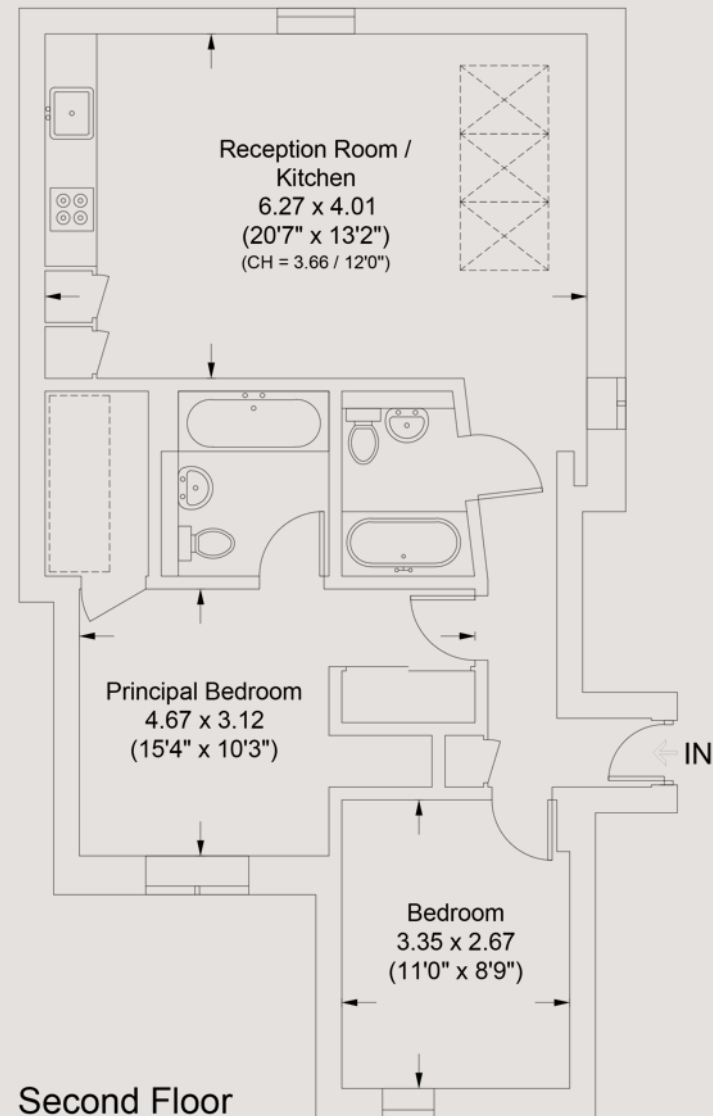 Reception Room /
Kitchen
6.27 x 4.01
(20'7" x 13'2")
(CH = 3.66 / 12'0")
Principal Bedroom
4.67 x 3.12
(15'4" x 10'3")
IN
Bedroom
3.35 x 2.67
(11'0" x 8'9")
Second Floor